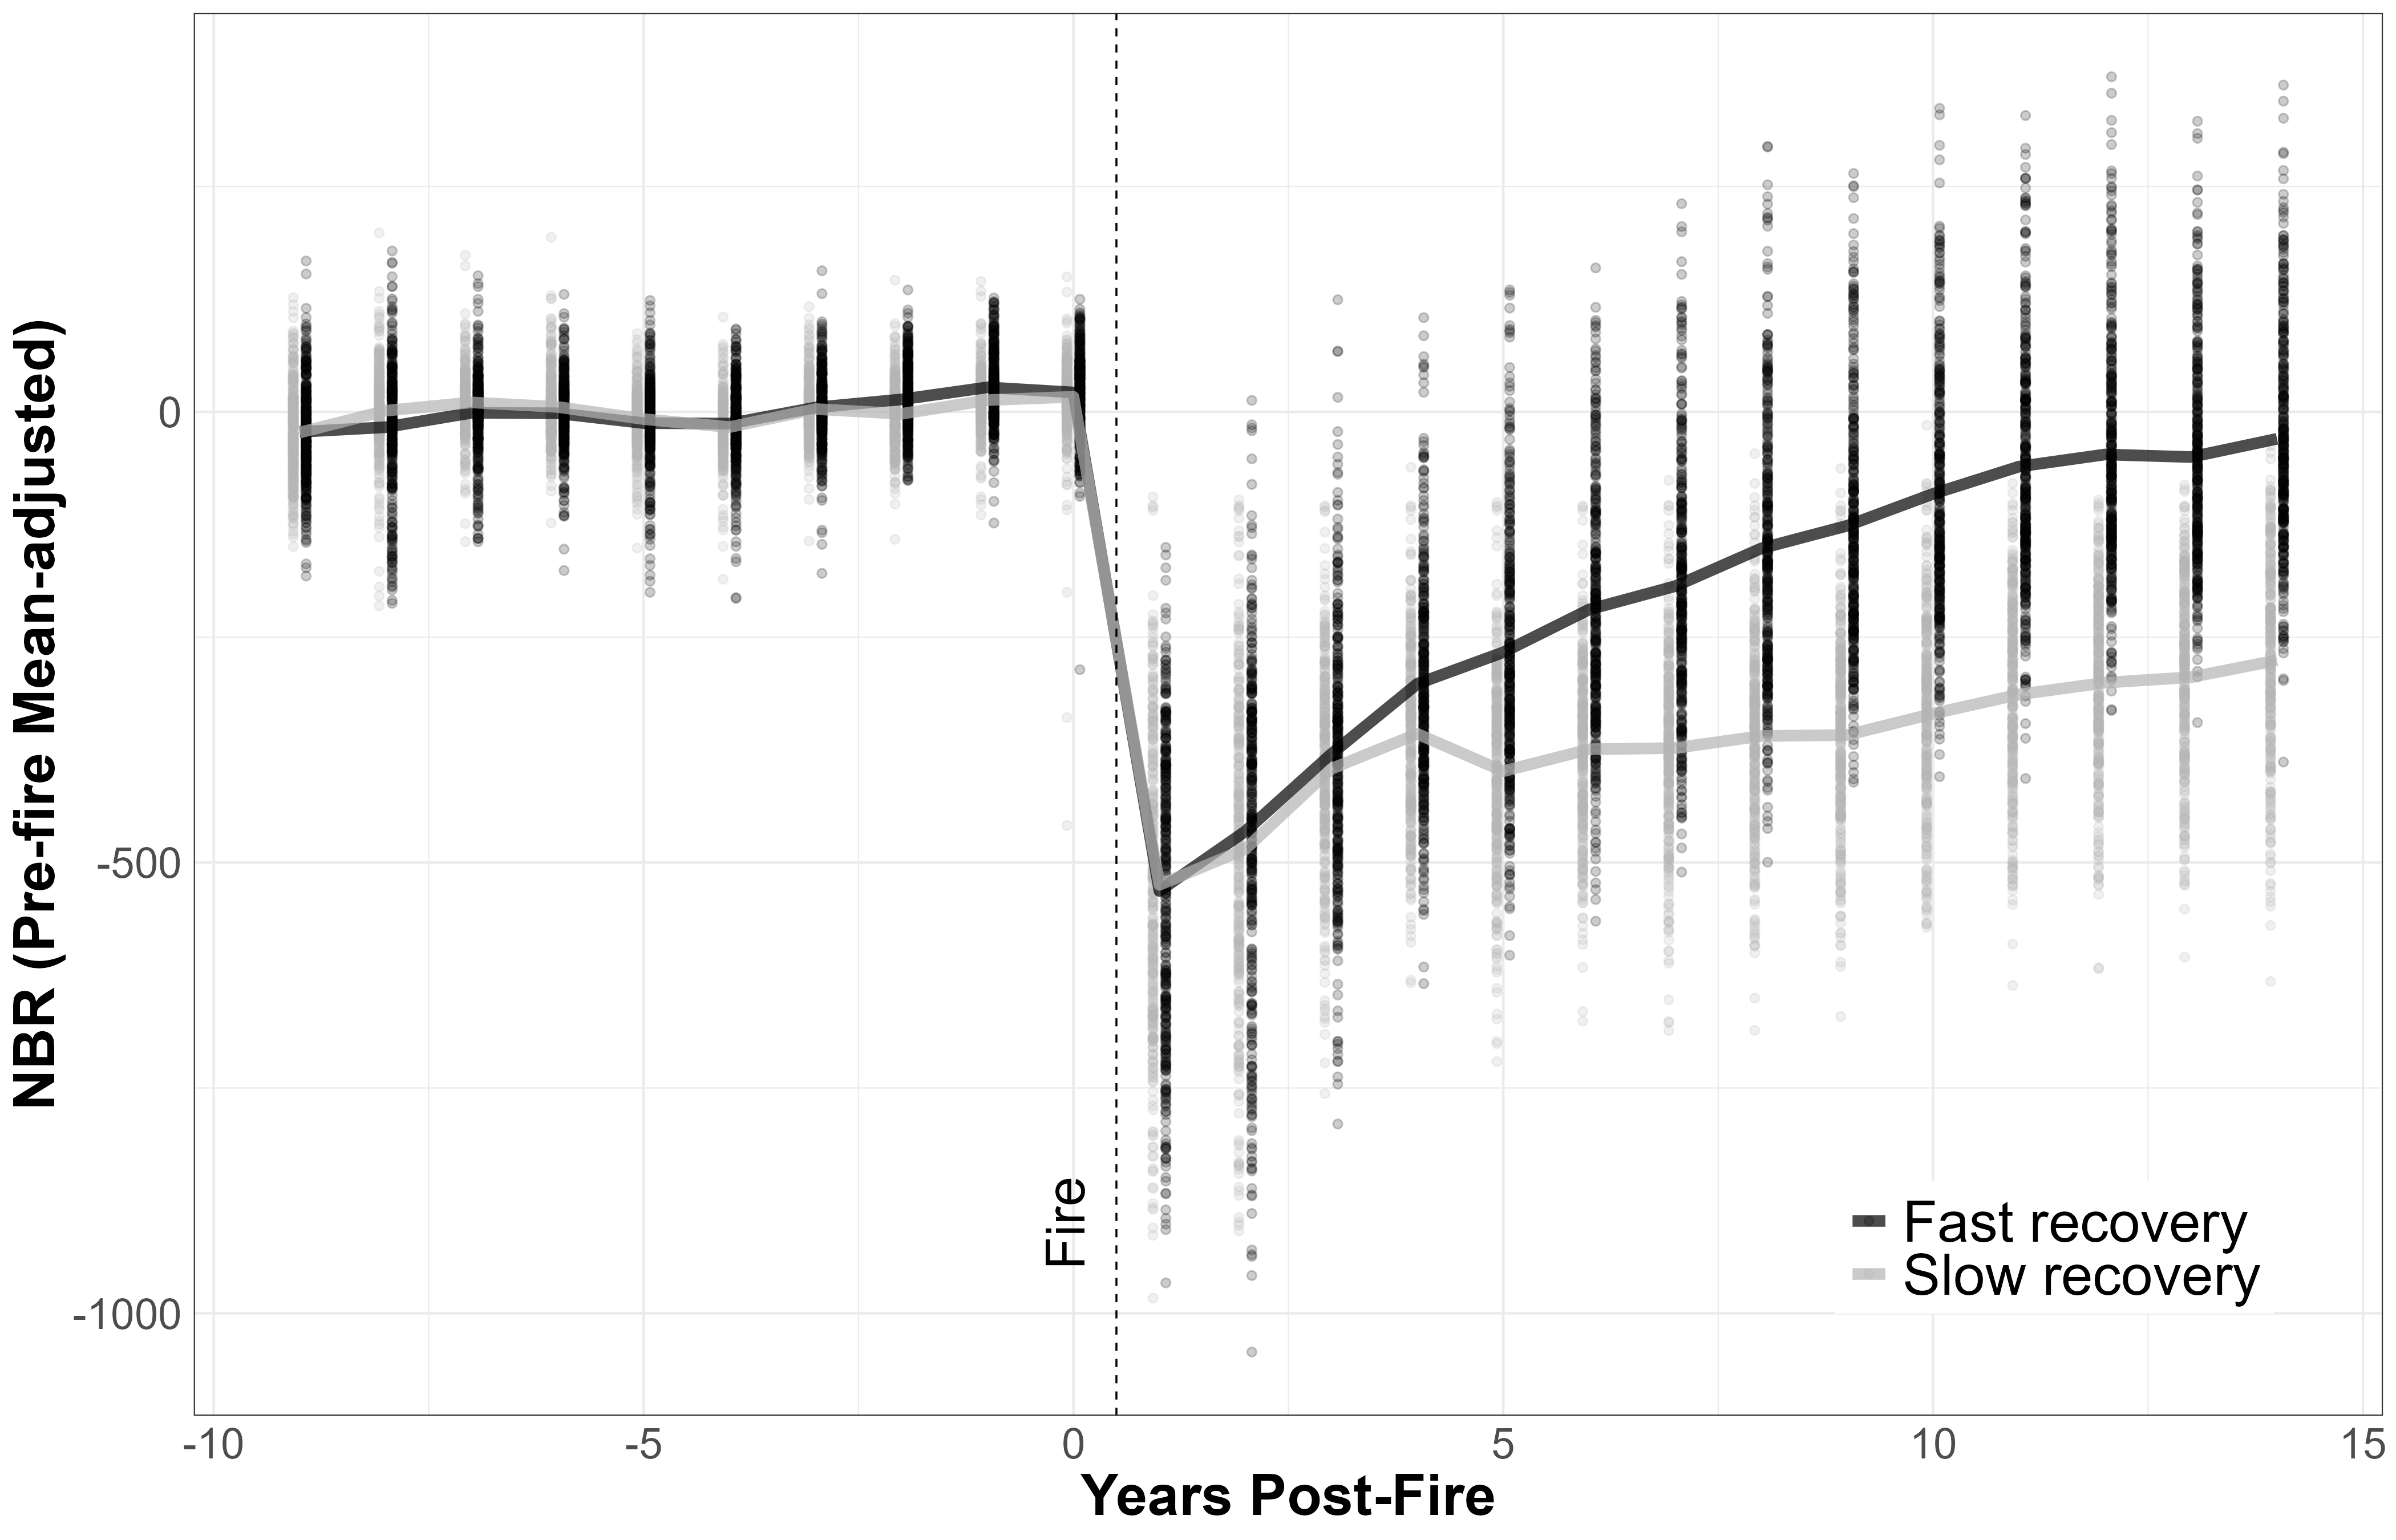 NBR (Pre-fire Mean-adjusted)
0
-500
-1000
Fire
Fast recovery
Slow recovery
-10
-5
0
5
10
15
Years Post-Fire